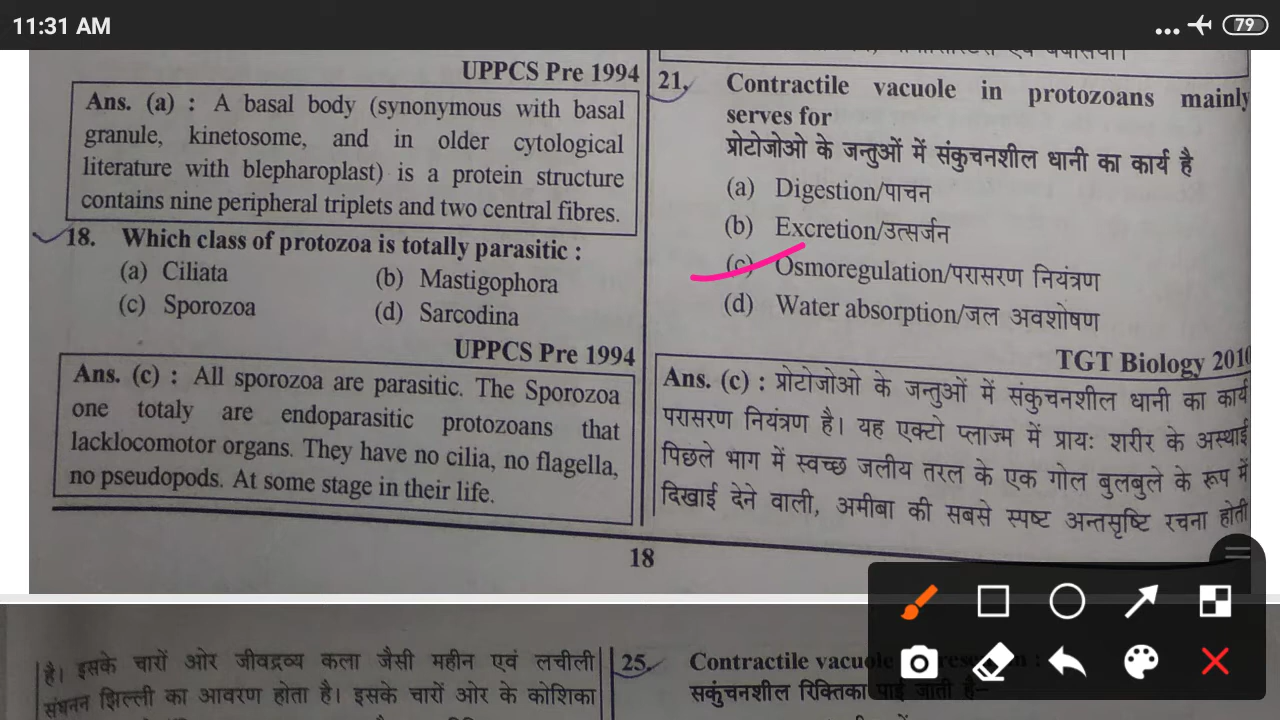 11:31 AM
79
UPPCS Pre 1994
Ans. (a) : A basal body (synonymous with basal
granule, kinetosome, and in older cytological
literature with blepharoplast) is a protein structure
contains nine peripheral triplets and two central fibres.
18. Which class of protozoa is totally parasitic :
(a) Ciliata (b) Mastigophora
(c) Sporozoa (d) Sarcodina
UPPCS Pre 1994
Ans. (c) : All sporozoa are parasitic. The Sporozoa
one totaly are endoparasitic protozoans that
lacklocomotor organs. They have no cilia, no flagella,
no pseudopods. At some stage in their life.
21. Contractile vacuole in protozoans mainly
serves for
प्रोटोजोओ के जन्तुओं में संकुचनशील धानी का कार्य है
(a) Digestion/पाचन
(b) Excretion/उत्सर्जन
(c) Osmoregulation/परासरण नियंत्रण
(d) Water absorption/जल अवशोषण
TGT Biology 2010
Ans. (c) : प्रोटोजोओ के जन्तुओं में संकुचनशील धानी का कार्य
परासरण नियंत्रण है। यह एक्टो प्लाज्म में प्रायः शरीर के अस्थाई
पिछले भाग में स्वच्छ जलीय तरल के एक गोल बुलबुले के रूप में
दिखाई देने वाली, अमीबा की सबसे स्पष्ट अन्तसृष्टि रचना होती
18
है। इसके चारों ओर जीवद्रव्य कला जैसी महीन एवं लचीली
संघनन झिल्ली का आवरण होता है। इसके चारों ओर के कोशिका
25. Contractile vacuole
सकुंचनशील रिक्तिका पाई जाती है–